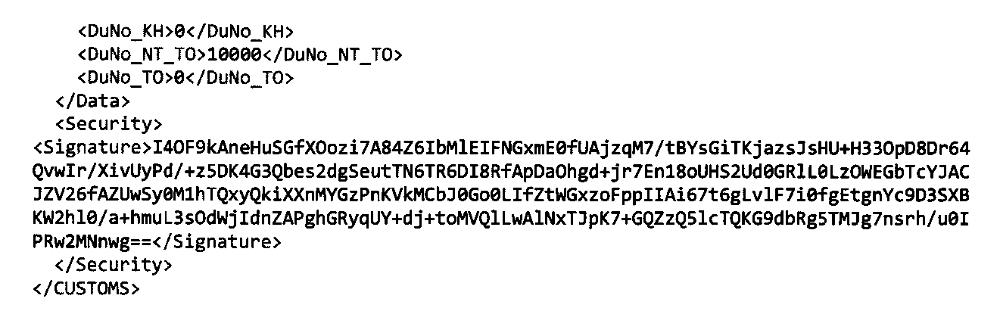 <DuNo_KH>0</DuNo_KH>
<DuNo_NT_TO>10000</DuNo_NT_TO>
<DuNo_TO>0</DuNo_TO>
</Data>
<Security>
<Signature>I4OF9kAneHuSGfXOozi7A84Z6IbMlEIFNGxmE0fUAjzqM7/tBYsGiTKjazsJsHU+H33OpD8Dr64
QvwIr/XivUyPd/+z5DK4G3Qbes2dgSeutTN6TR6DI8RfApDaOhgd+jr7En18oUHS2Ud0GRlL0LzOWEGbTcYJAC
JZV26fAZUwSy0M1hTQxyQkiXXnMYGzPnKVkMCbJ0Go0LIfZtWGxzoFppIIAi67t6gLvlF7i0fgEtgnYc9D3SXB
KW2hl0/a+hmuL3sOdWjIdnZAPghGRyqUY+dj+toMVQlLwAlNxTJpK7+GQZzQ5lcTQKG9dbRg5TMJg7nsrh/u0I
PRw2MNnwg==</Signature>
</Security>
</CUSTOMS>